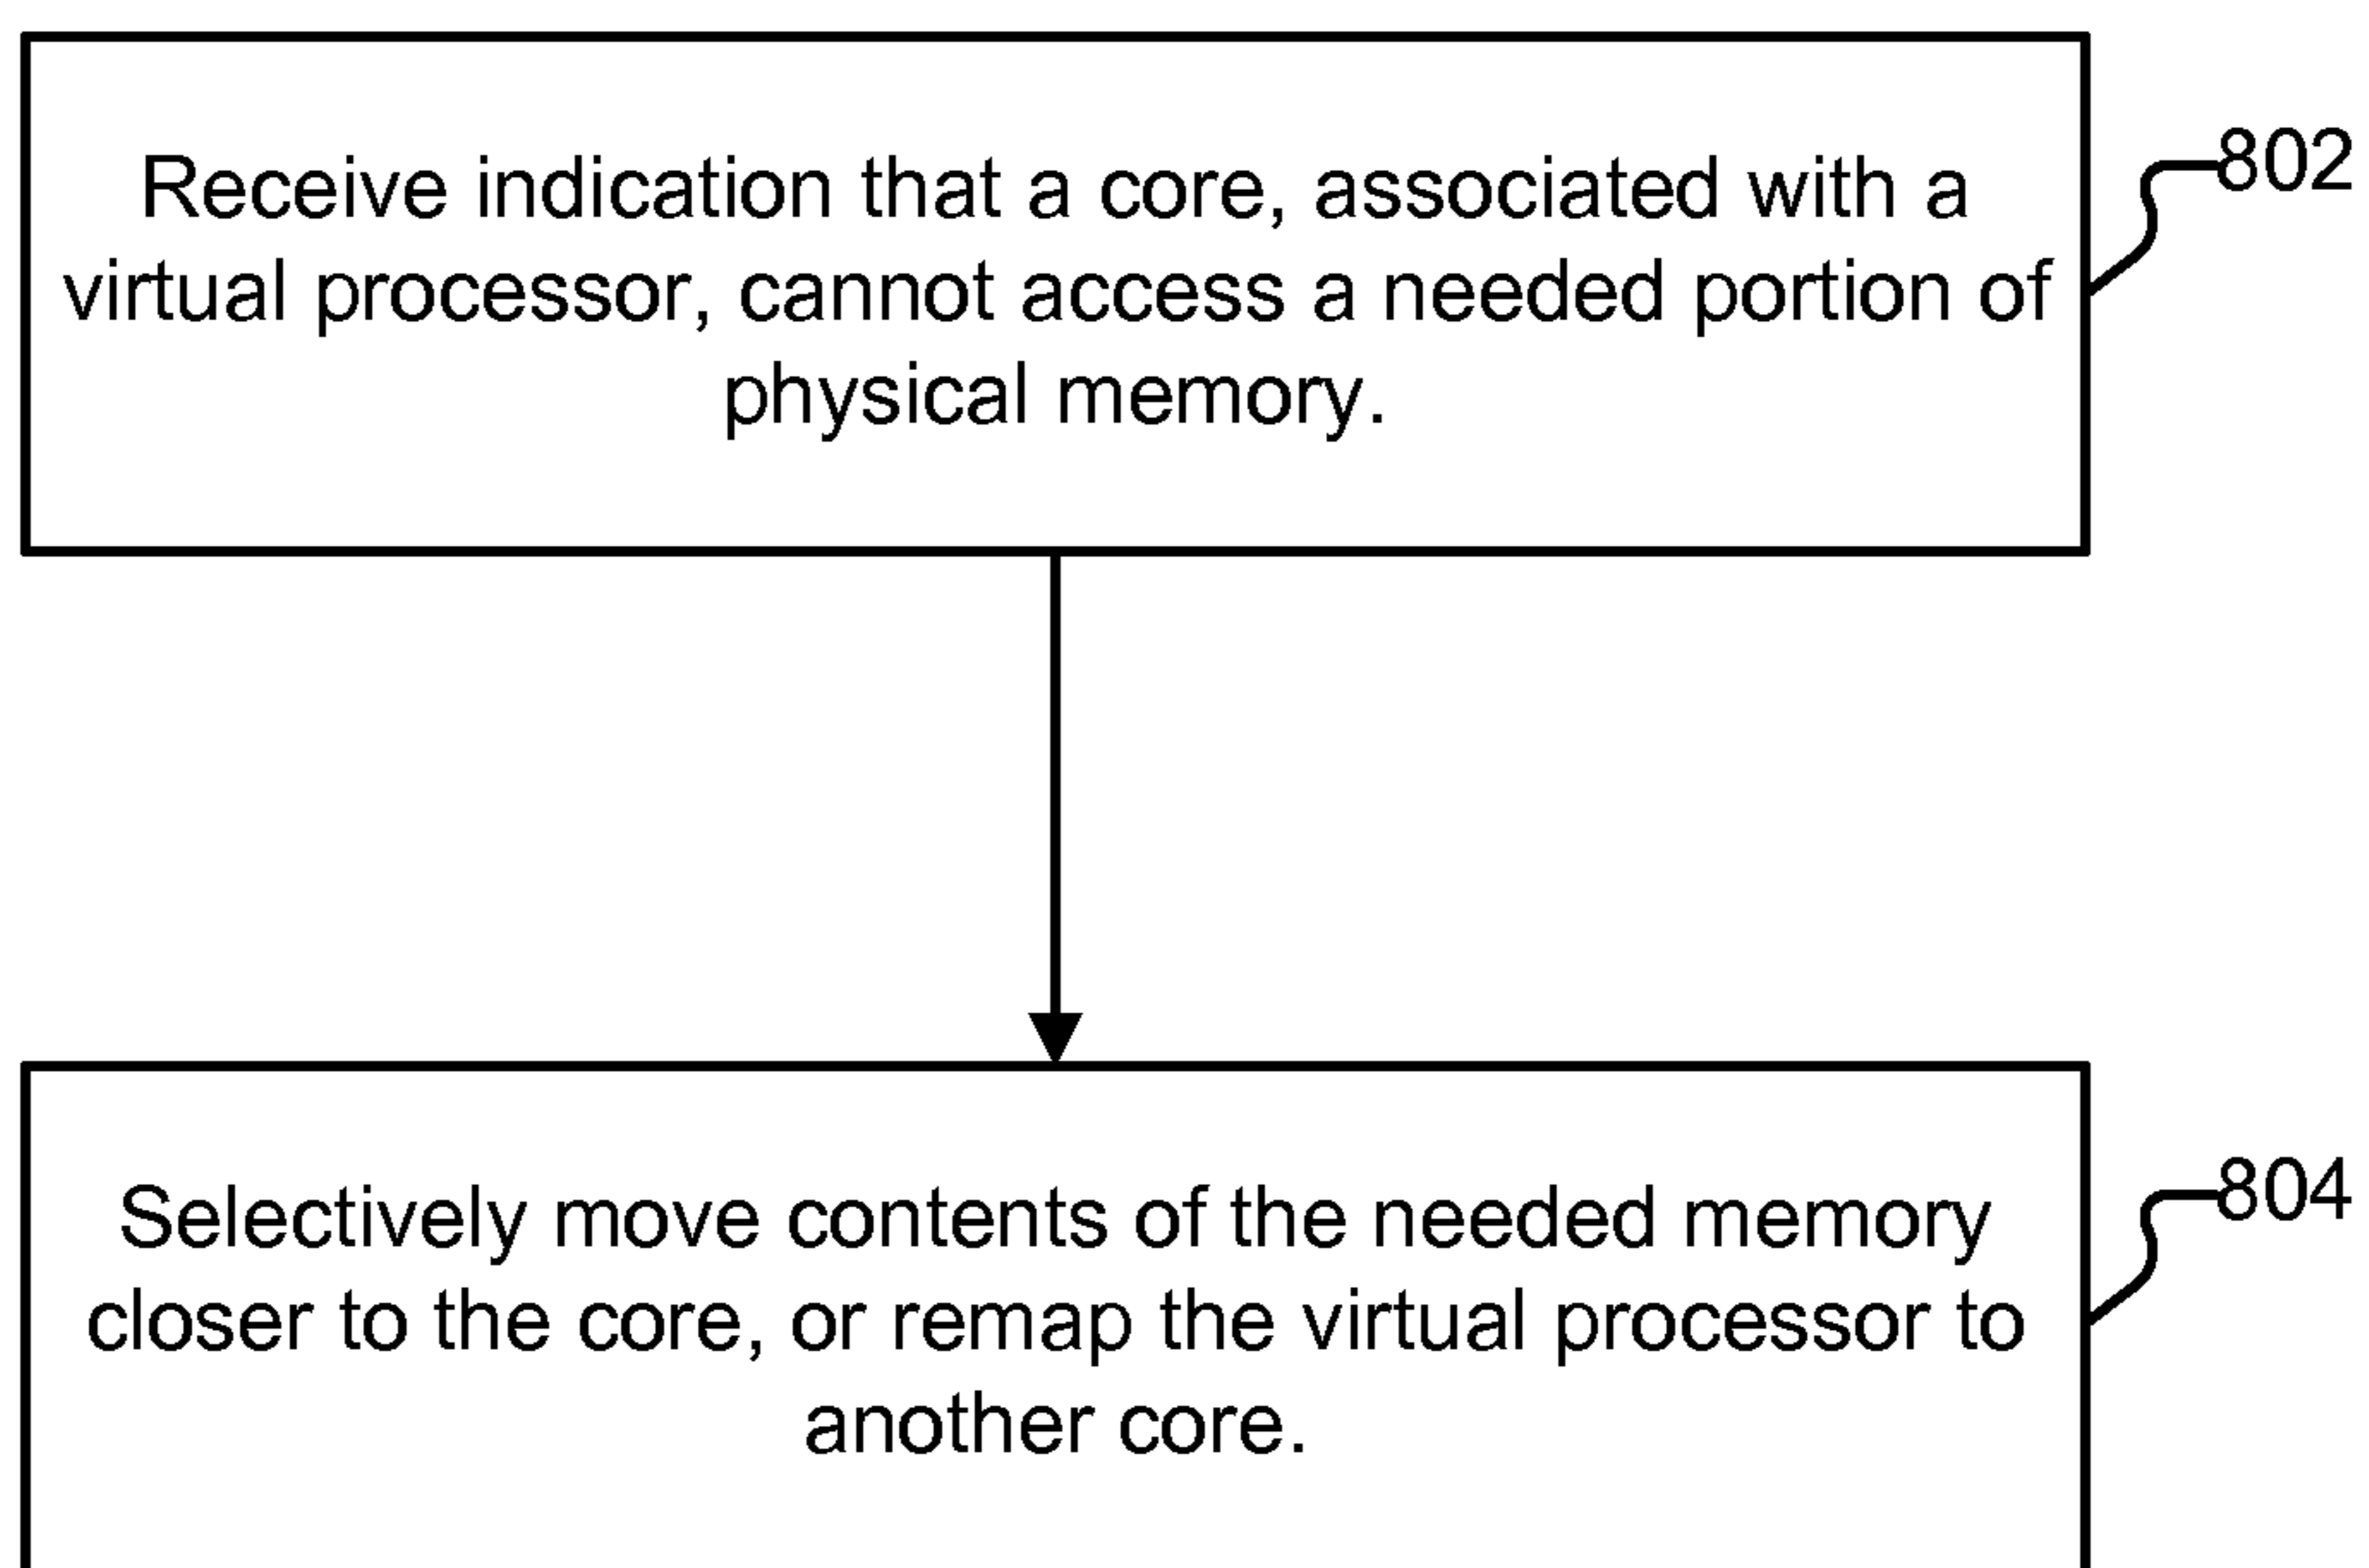 Receive indication that a core, associated with a
virtual processor, cannot access a needed portion of
physical memory.
802
Selectively move contents of the needed memory
closer to the core, or remap the virtual processor to
another core.
804